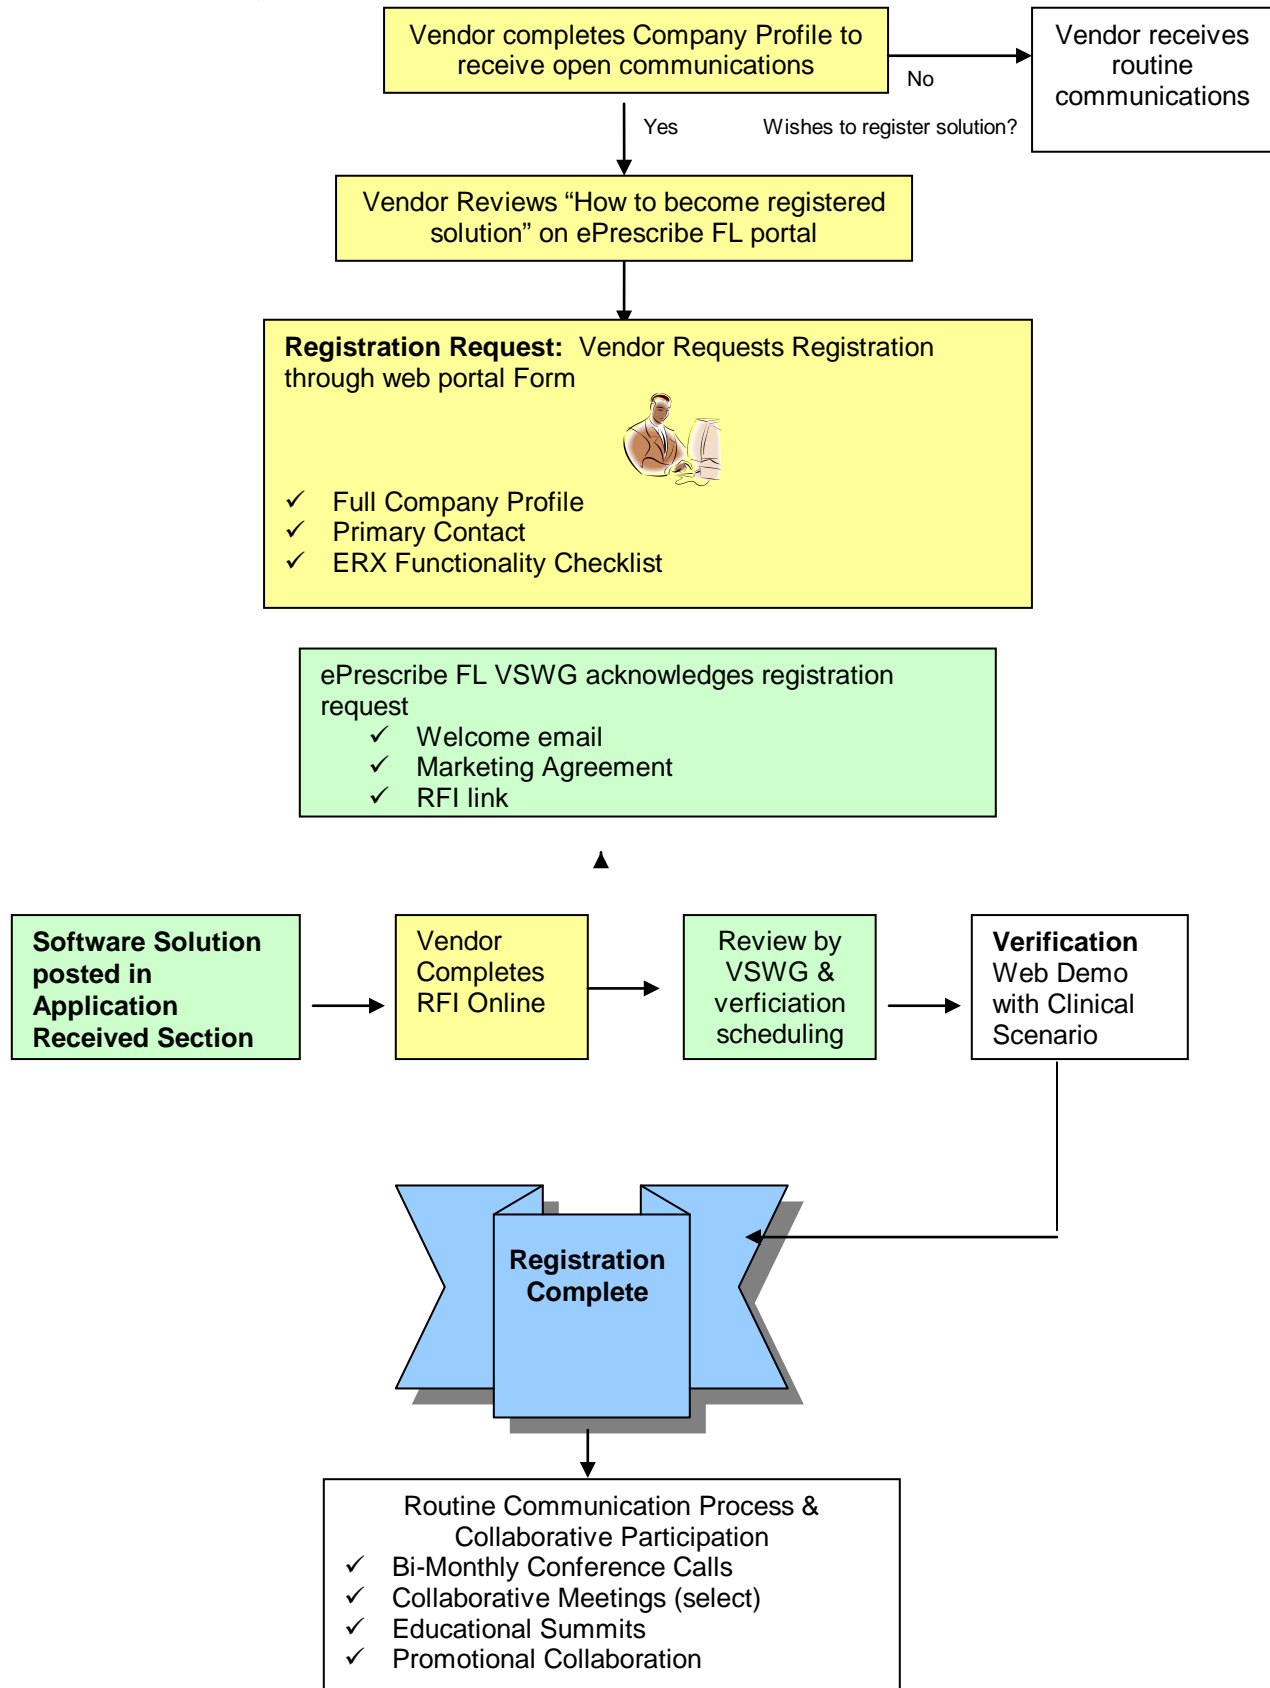 Vendor completes Company Profile to
receive open communications
Vendor receives
routine
communications
No
Yes
Wishes to register solution?
Vendor Reviews “How to become registered
solution” on ePrescribe FL portal
Registration Request: Vendor Requests Registration
through web portal Form
✓ Full Company Profile
✓ Primary Contact
✓ ERX Functionality Checklist
ePrescribe FL VSWG acknowledges registration
request
✓ Welcome email
✓ Marketing Agreement
✓ RFI link
Software Solution
posted in
Application
Received Section
Vendor
Completes
RFI Online
Review by
VSWG &
verficiation
scheduling
Verification
Web Demo
with Clinical
Scenario
Registration
Complete
Routine Communication Process &
Collaborative Participation
✓ Bi-Monthly Conference Calls
✓ Collaborative Meetings (select)
✓ Educational Summits
✓ Promotional Collaboration